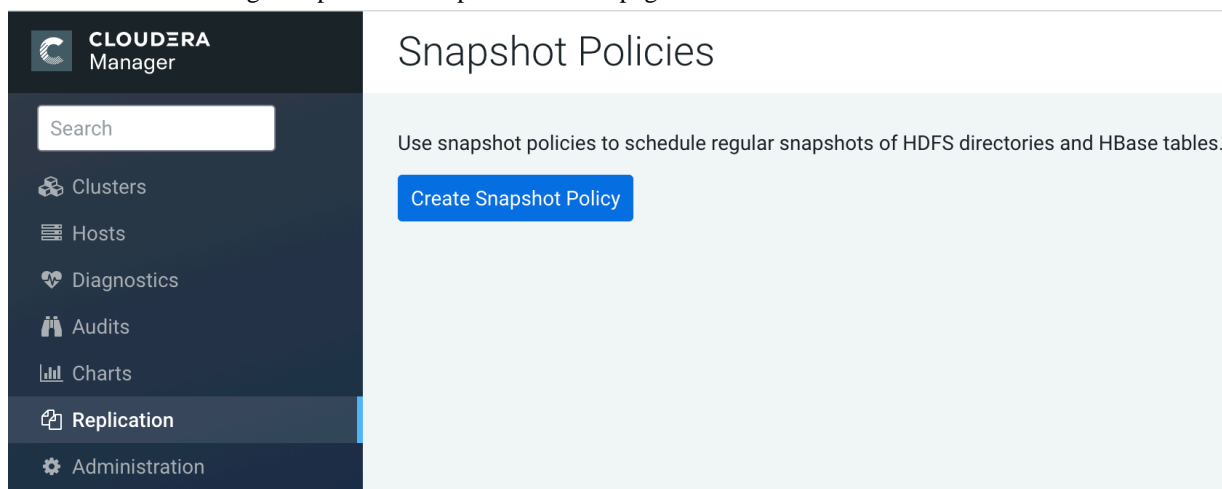 CLOUDERA
Manager
Snapshot Policies
Search
Use snapshot policies to schedule regular snapshots of HDFS directories and HBase tables.
Create Snapshot Policy
Clusters
Hosts
Diagnostics
Audits
Charts
Replication
Administration